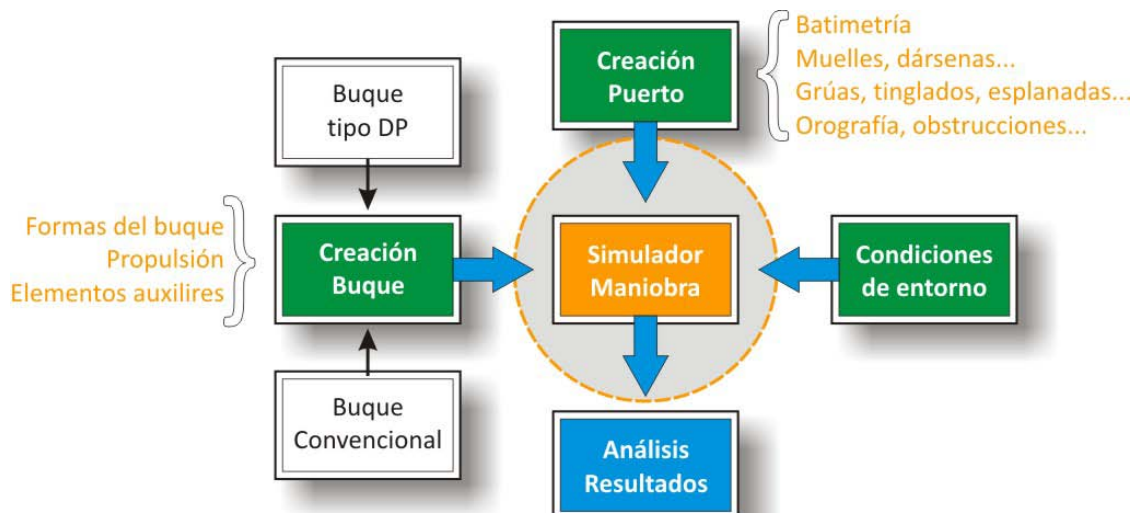 Creación
Puerto
Batimetría
Muelles, dársenas...
Grúas, tinglados, esplanadas...
Orografía, obstrucciones...
Buque
tipo DP
Formas del buque
Propulsión
Elementos auxilires
Creación
Buque
Simulador
Maniobra
Condiciones
de entorno
Buque
Convencional
Análisis
Resultados